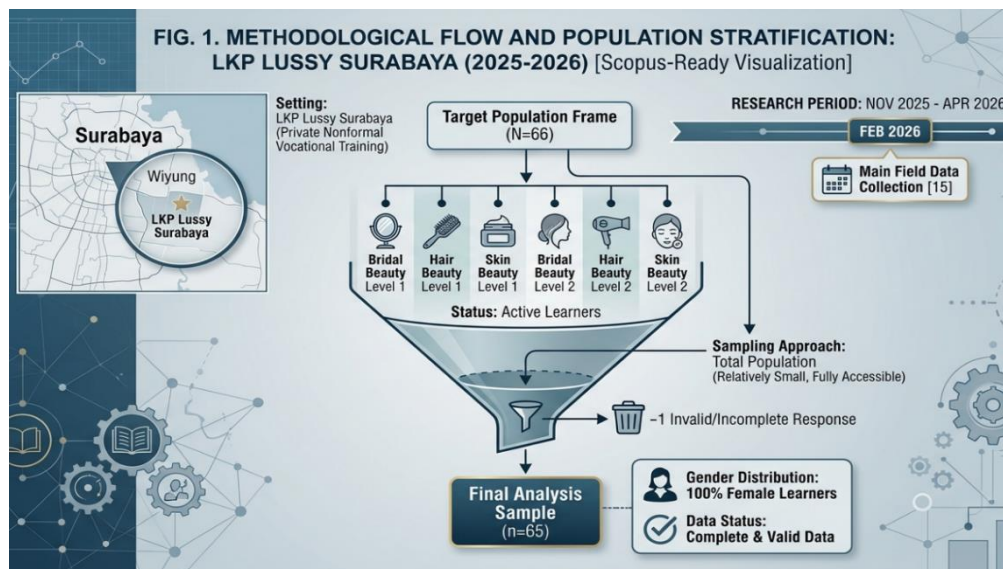 FIG. 1. METHODOLOGICAL FLOW AND POPULATION STRATIFICATION:
LKP LUSSY SURABAYA (2025-2026) [Scopus-Ready Visualization]
Surabaya
Wiyung
LKP Lussy
Surabaya
Setting:
LKP Lussy Surabaya
(Private Nonformal
Vocational Training)
Target Population
Frame
(N=66)
RESEARCH PERIOD: NOV 2025 - APR 2026
FEB 2026
Main Field Data
Collection [15]
Bridal
Beauty
Level 1
Hair
Beauty
Level 1
Skin
Beauty
Level 1
Bridal
Beauty
Level 2
Hair
Beauty
Level 2
Skin
Beauty
Level 2
Status: Active Learners
Sampling Approach:
Total Population
(Relatively Small, Fully Accessible)
−1 Invalid/Incomplete Response
Final Analysis
Sample
(n=65)
Gender Distribution:
100% Female Learners
Data Status:
Complete & Valid Data